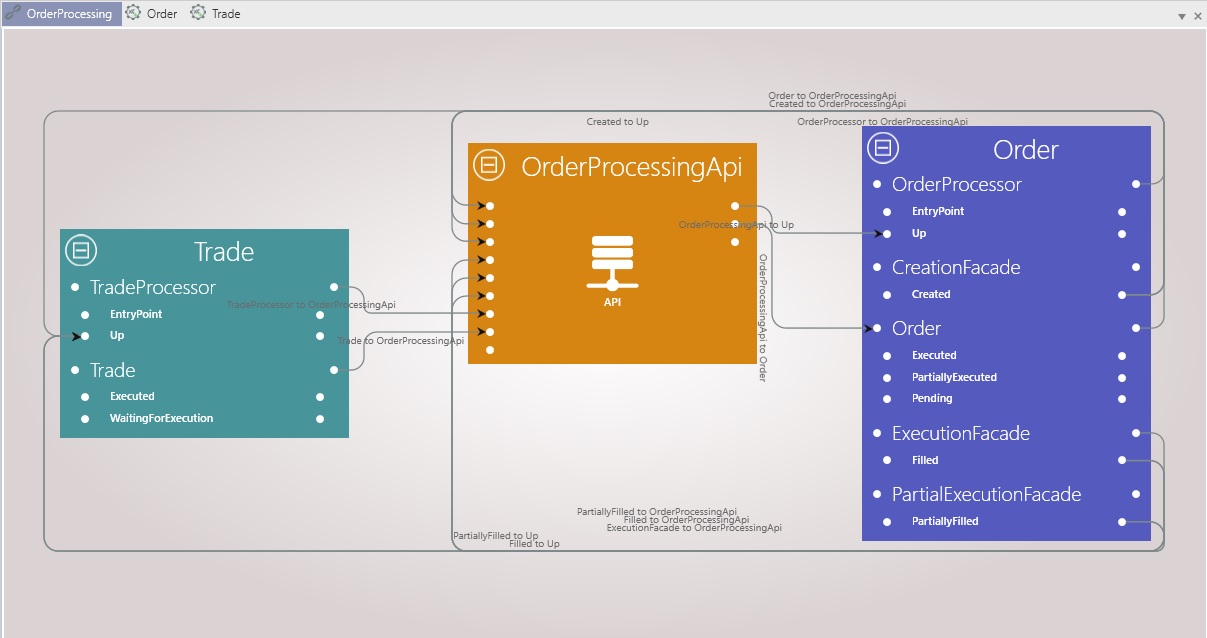 OrderProcessing
Order
Trade
Order to OrderProcessingApi
Created to OrderProcessingApi
Created to Up
OrderProcessor to OrderProcessingApi
OrderProcessingApi
API
Order
OrderProcessor
EntryPoint
Up
CreationFacade
Created
Order
Executed
PartiallyExecuted
Pending
ExecutionFacade
Filled
PartialExecutionFacade
PartiallyFilled
OrderProcessingApi to Up
OrderProcessingApi to Order
Trade
TradeProcessor
EntryPoint
Up
Trade
Executed
WaitingForExecution
TradeProcessor to OrderProcessingApi
Trade to OrderProcessingApi
PartiallyFilled to OrderProcessingApi
Filled to OrderProcessingApi
ExecutionFacade to OrderProcessingApi
PartiallyFilled to Up
Filled to Up